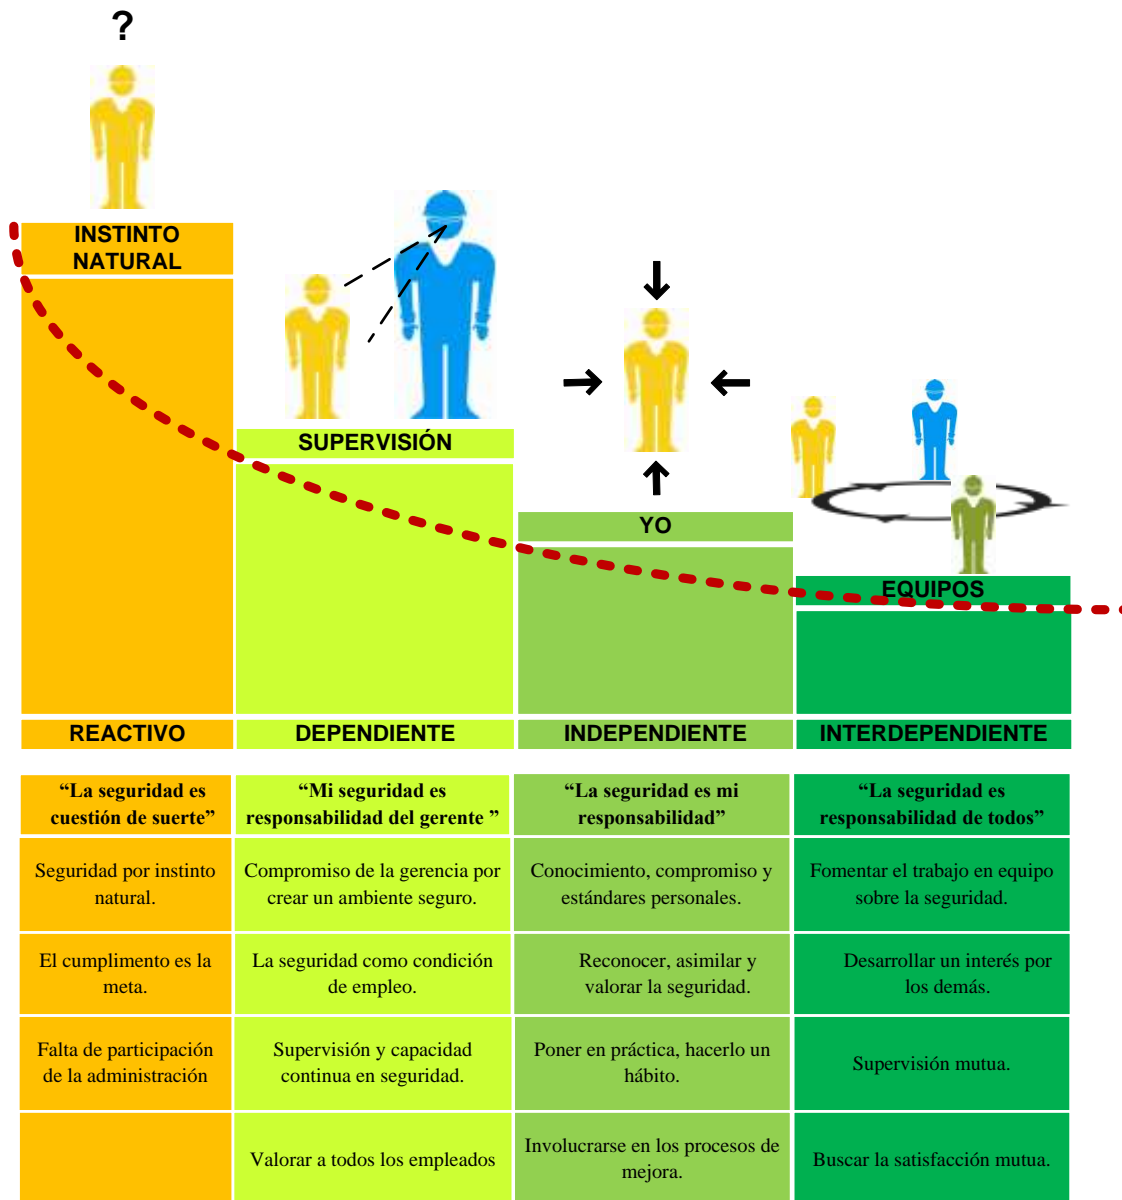 ?
INSTINTO
NATURAL
SUPERVISIÓN
YO
EQUIPOS
REACTIVO
DEPENDIENTE
INDEPENDIENTE
INTERDEPENDIENTE
“La seguridad es
cuestión de suerte”
“Mi seguridad es
responsabilidad del gerente ”
“La seguridad es mi
responsabilidad”
“La seguridad es
responsabilidad de todos”
Seguridad por instinto
natural.
Compromiso de la gerencia por
crear un ambiente seguro.
Conocimiento, compromiso y
estándares personales.
Fomentar el trabajo en equipo
sobre la seguridad.
El cumplimento es la
meta.
La seguridad como condición
de empleo.
Reconocer, asimilar y
valorar la seguridad.
Desarrollar un interés por
los demás.
Falta de participación
de la administración
Supervisión y capacidad
continua en seguridad.
Poner en práctica, hacerlo un
hábito.
Supervisión mutua.
Valorar a todos los empleados
Involucrarse en los procesos de
mejora.
Buscar la satisfacción mutua.